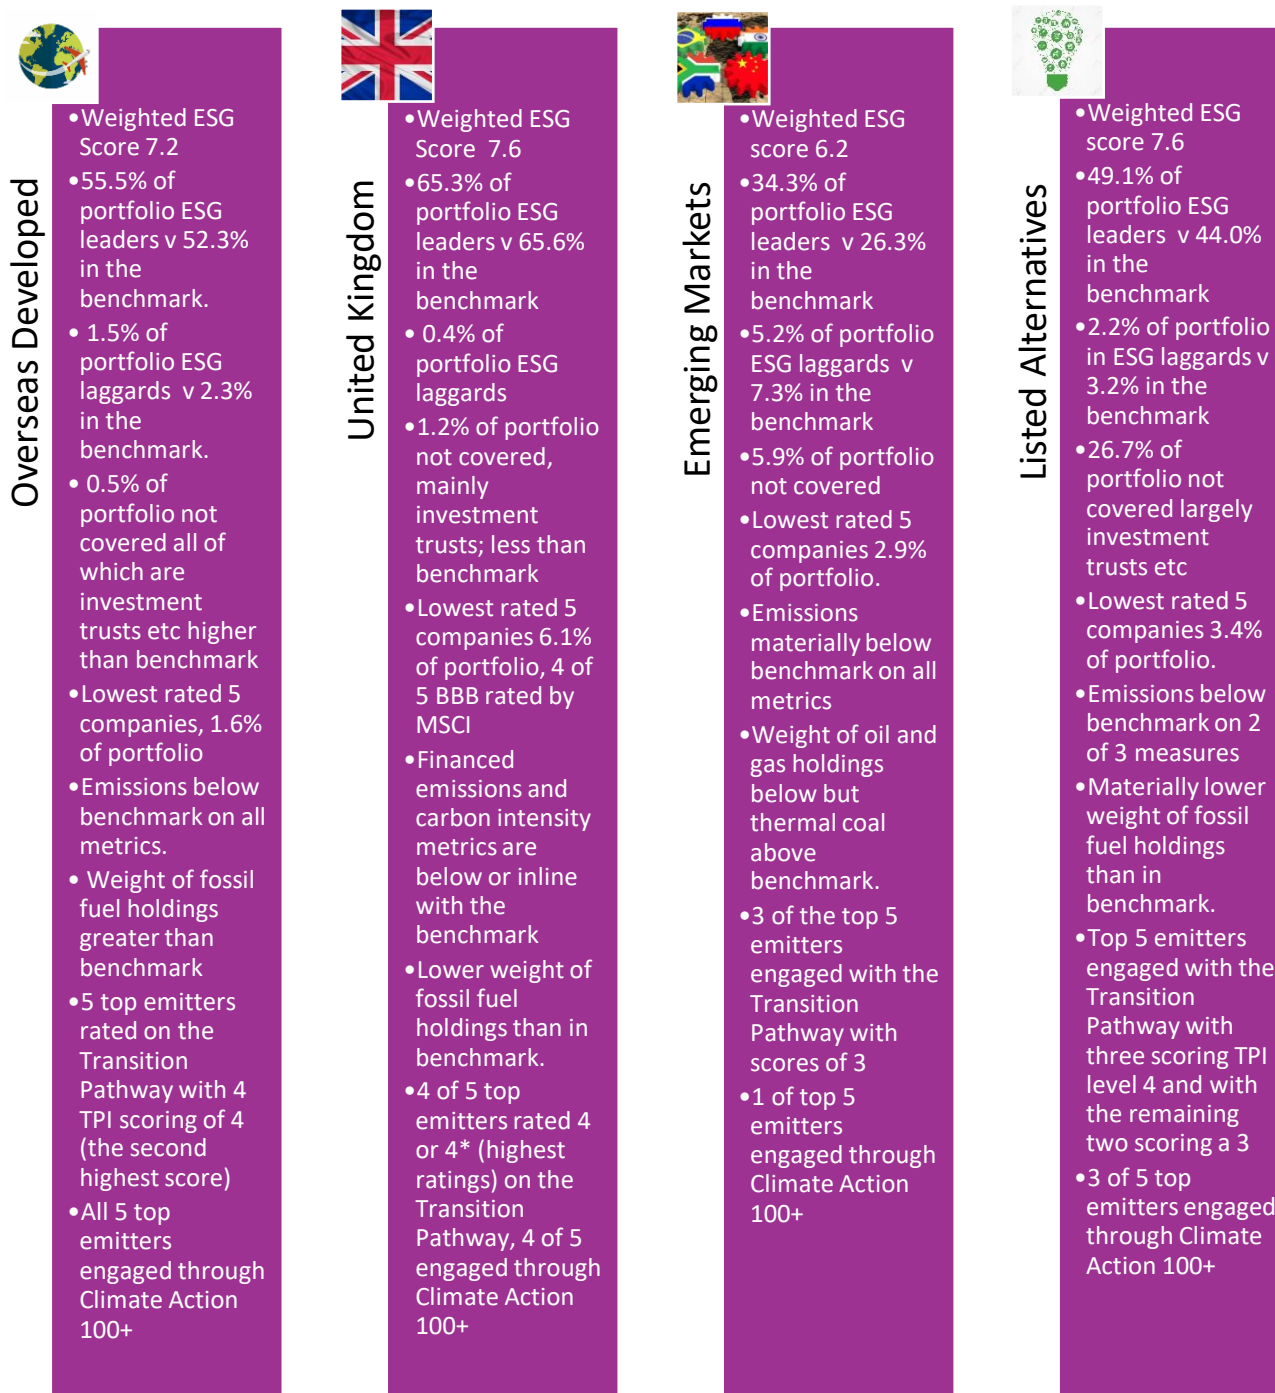 Overseas Developed
•Weighted ESG
Score 7.2
•55.5% of
portfolio ESG
leaders v 52.3%
in the
benchmark.
• 1.5% of
portfolio ESG
laggards v 2.3%
in the
benchmark.
• 0.5% of
portfolio not
covered all of
which are
investment
trusts etc higher
than benchmark
•Lowest rated 5
companies, 1.6%
of portfolio
•Emissions below
benchmark on all
metrics.
• Weight of fossil
fuel holdings
greater than
benchmark
•5 top emitters
rated on the
Transition
Pathway with 4
TPI scoring of 4
(the second
highest score)
•All 5 top
emitters
engaged through
Climate Action
100+
United Kingdom
•Weighted ESG
Score 7.6
•65.3% of
portfolio ESG
leaders v 65.6%
in the
benchmark
• 0.4% of
portfolio ESG
laggards
•1.2% of portfolio
not covered,
mainly
investment
trusts; less than
benchmark
•Lowest rated 5
companies 6.1%
of portfolio, 4 of
5 BBB rated by
MSCI
•Financed
emissions and
carbon intensity
metrics are
below or inline
with the
benchmark
•Lower weight of
fossil fuel
holdings than in
benchmark.
•4 of 5 top
emitters rated 4
or 4* (highest
ratings) on the
Transition
Pathway, 4 of 5
engaged through
Climate Action
100+
Emerging Markets
•Weighted ESG
score 6.2
•34.3% of
portfolio ESG
leaders v 26.3%
in the
benchmark
•5.2% of portfolio
ESG laggards v
7.3% in the
benchmark
•5.9% of portfolio
not covered
•Lowest rated 5
companies 2.9%
of portfolio.
•Emissions
materially below
benchmark on all
metrics
•Weight of oil and
gas holdings
below but
thermal coal
above
benchmark.
•3 of the top 5
emitters
engaged with the
Transition
Pathway with
scores of 3
•1 of top 5
emitters
engaged through
Climate Action
100+
Listed Alternatives
•Weighted ESG
score 7.6
•49.1% of
portfolio ESG
leaders v 44.0%
in the
benchmark
•2.2% of portfolio
in ESG laggards v
3.2% in the
benchmark
•26.7% of
portfolio not
covered largely
investment
trusts etc
•Lowest rated 5
companies 3.4%
of portfolio.
•Emissions below
benchmark on 2
of 3 measures
•Materially lower
weight of fossil
fuel holdings
than in
benchmark.
•Top 5 emitters
engaged with the
Transition
Pathway with
three scoring TPI
level 4 and with
the remaining
two scoring a 3
•3 of 5 top
emitters engaged
through Climate
Action 100+